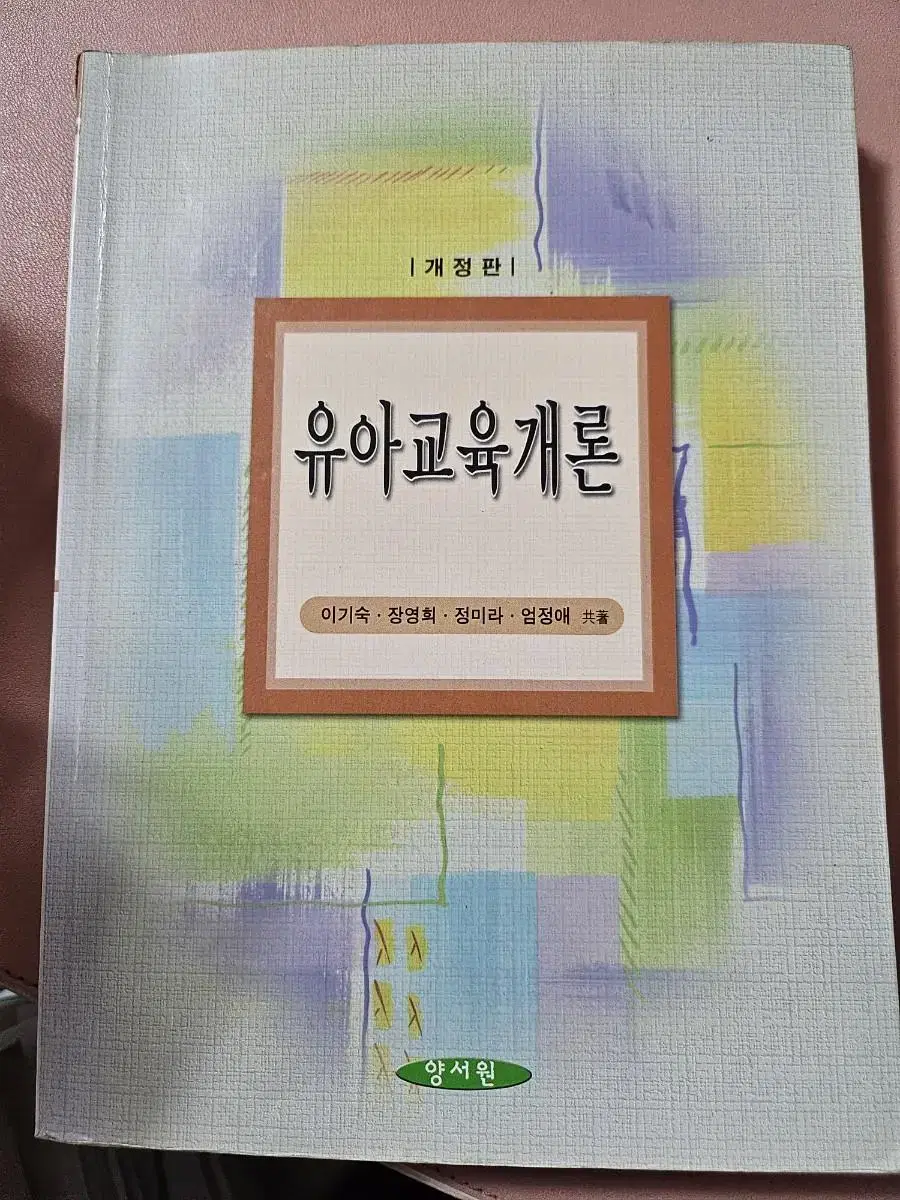 | 개정판 |
유아교육개론
이기숙 · 장영희 · 정미라 · 엄정애 共著
양서원